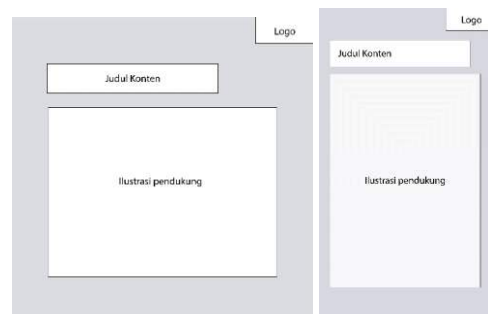 Logo
Judul Konten
Ilustrasi pendukung
Logo
Judul Konten
Ilustrasi pendukung